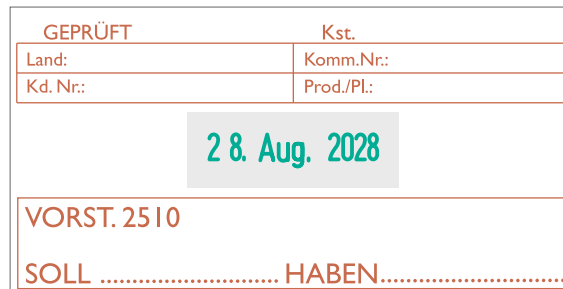 GEPRÜFT Kst.
Land: Komm.Nr.:
Kd. Nr.: Prod./Pl.:
28. Aug. 2028
VORST. 2510
SOLL ............................ HABEN..............................